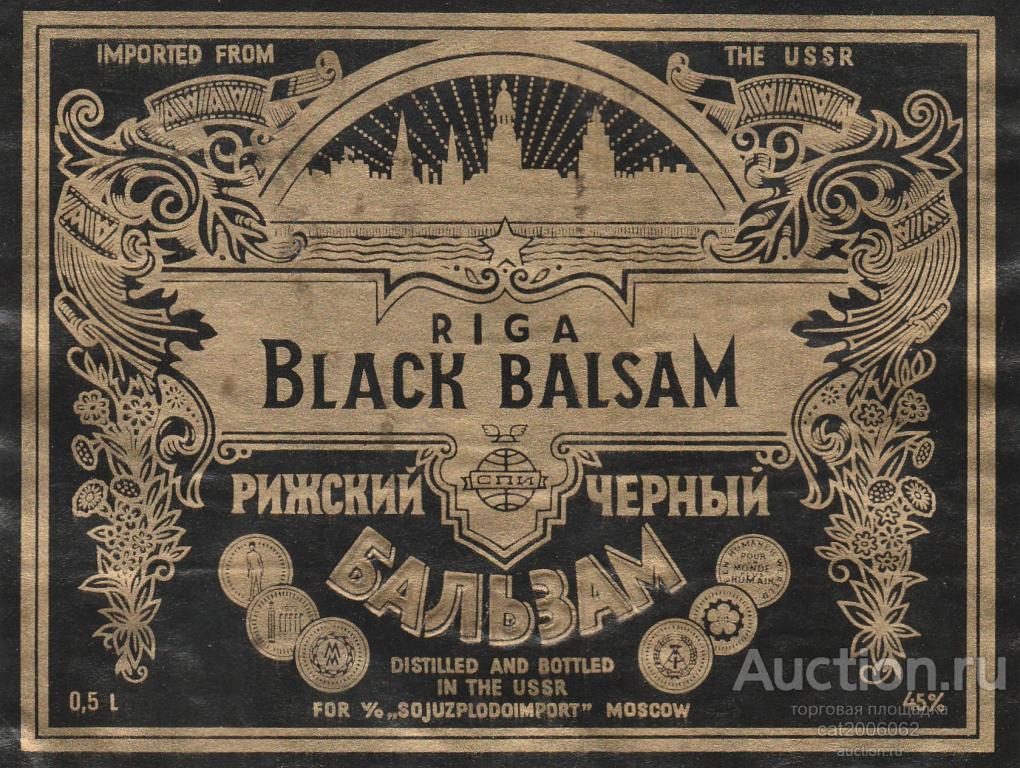 IMPORTED FROM THE USSR
RIGA
BLACK BALSAM
СПИ
РИЖСКИЙ ЧЕРНЫЙ
БАЛЬЗАМ
POUR
MONDE
HUMAIN
DISTILLED AND BOTTLED
IN THE USSR
FOR V/O „SOJUZPLODOIMPORT" MOSCOW
0,5 L
45%
Auction.ru
торговая площадка
cat2006062
auction.ru